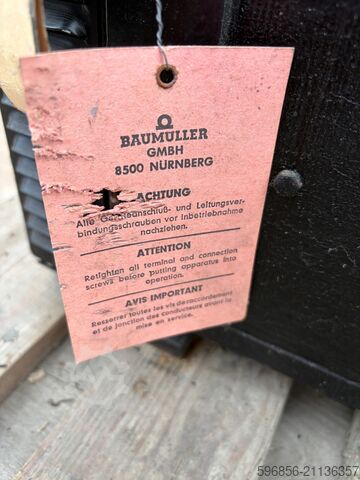 BAUMÜLLER
GMBH
8500 NÜRNBERG
ACHTUNG
Alle Geräteanschluß- und Leitungsver-
bindungsschrauben vor Inbetriebnahme
nachziehen.
ATTENTION
Retighten all terminal and connection
screws before putting apparatus into
operation.
AVIS IMPORTANT
Resserrer toutes les vis de raccordement
et de jonction des conducteurs avant la
mise en service.
596856-21136357